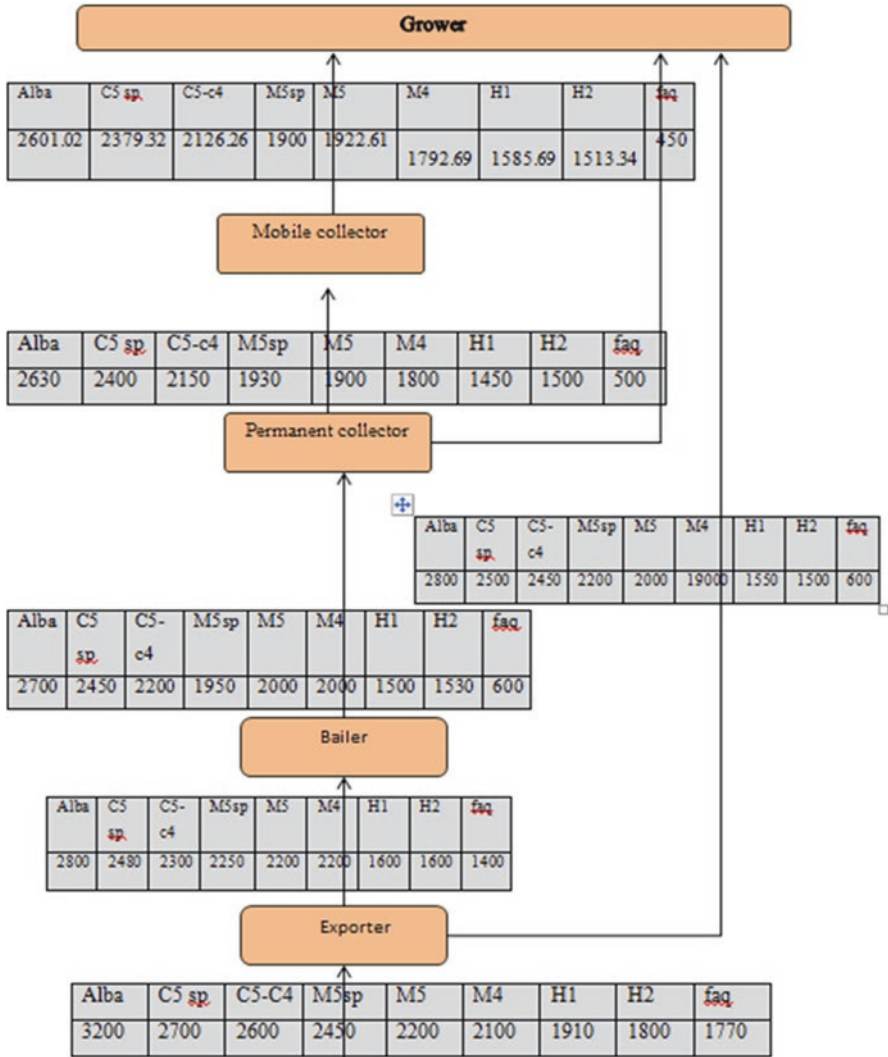 Grower
Alba C5 sp C5-c4 M5sp M5 M4 H1 H2 faq
2601.02 2379.32 2126.26 1900 1922.61 1792.69 1585.69 1513.34 450
Mobile collector
Alba C5 sp C5-c4 M5sp M5 M4 H1 H2 faq
2630 2400 2150 1930 1900 1800 1450 1500 500
Permanent collector
Alba C5 sp C5-c4 M5sp M5 M4 H1 H2 faq
2800 2500 2450 2200 2000 19000 1550 1500 600
Alba C5 sp C5-c4 M5sp M5 M4 H1 H2 faq
2700 2450 2200 1950 2000 2000 1500 1530 600
Bailer
Alba C5 sp C5-c4 M5sp M5 M4 H1 H2 faq
2800 2480 2300 2250 2200 2200 1600 1600 1400
Exporter
Alba C5 sp C5-C4 M5sp M5 M4 H1 H2 faq
3200 2700 2600 2450 2200 2100 1910 1800 1770